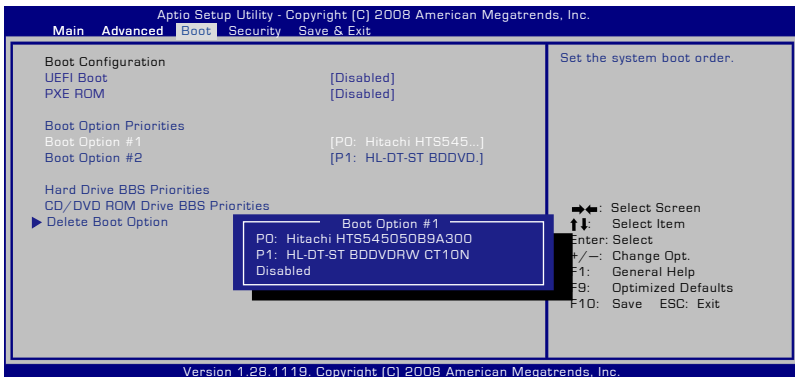 Aptio Setup Utility - Copyright (C) 2008 American Megatrends, Inc.
Main Advanced Boot Security Save & Exit
Boot Configuration
UEFI Boot [Disabled]
PXE ROM [Disabled]
Boot Option Priorities
Boot Option #1 [P0: Hitachi HTS545...]
Boot Option #2 [P1: HL-DT-ST BDDVD.]
Hard Drive BBS Priorities
CD/DVD ROM Drive BBS Priorities
Delete Boot Option
Boot Option #1
P0: Hitachi HTS545050B9A300
P1: HL-DT-ST BDDVDRW CT10N
Disabled
Set the system boot order.
→←: Select Screen
↑↓: Select Item
Enter: Select
+/—: Change Opt.
F1: General Help
F9: Optimized Defaults
F10: Save ESC: Exit
Version 1.28.1119. Copyright (C) 2008 American Megatrends, Inc.